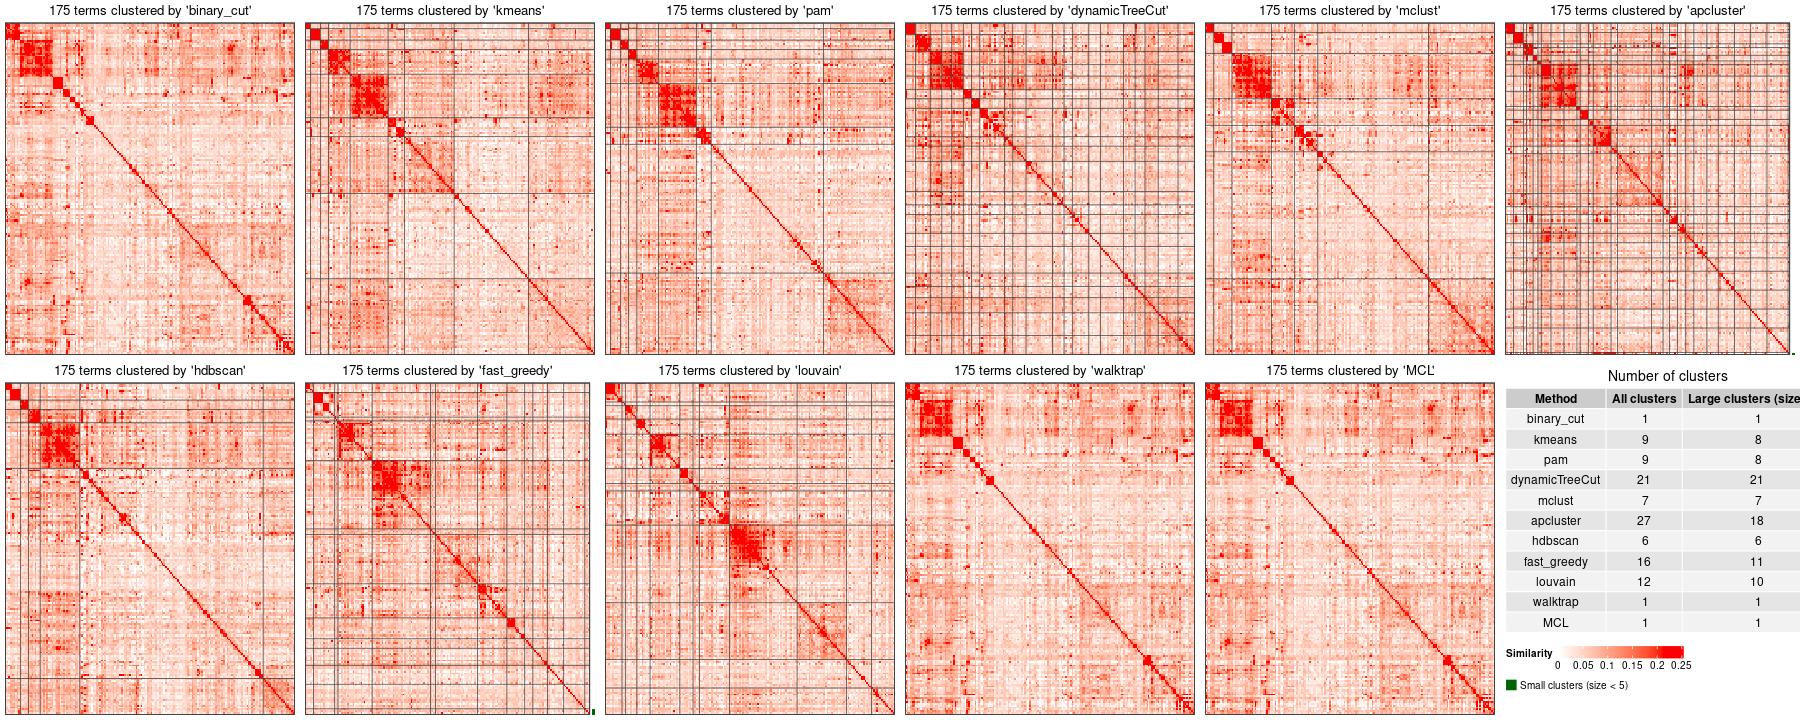 175 terms clustered by 'binary_cut'
175 terms clustered by 'kmeans'
175 terms clustered by 'pam'
175 terms clustered by 'dynamicTreeCut'
175 terms clustered by 'mclust'
175 terms clustered by 'apcluster'
175 terms clustered by 'hdbscan'
175 terms clustered by 'fast_greedy'
175 terms clustered by 'louvain'
175 terms clustered by 'walktrap'
175 terms clustered by 'MCL'
Number of clusters
Method All clusters Large clusters (size
binary_cut 1 1
kmeans 9 8
pam 9 8
dynamicTreeCut 21 21
mclust 7 7
apcluster 27 18
hdbscan 6 6
fast_greedy 16 11
louvain 12 10
walktrap 1 1
MCL 1 1
Similarity
0 0.05 0.1 0.15 0.2 0.25
Small clusters (size < 5)